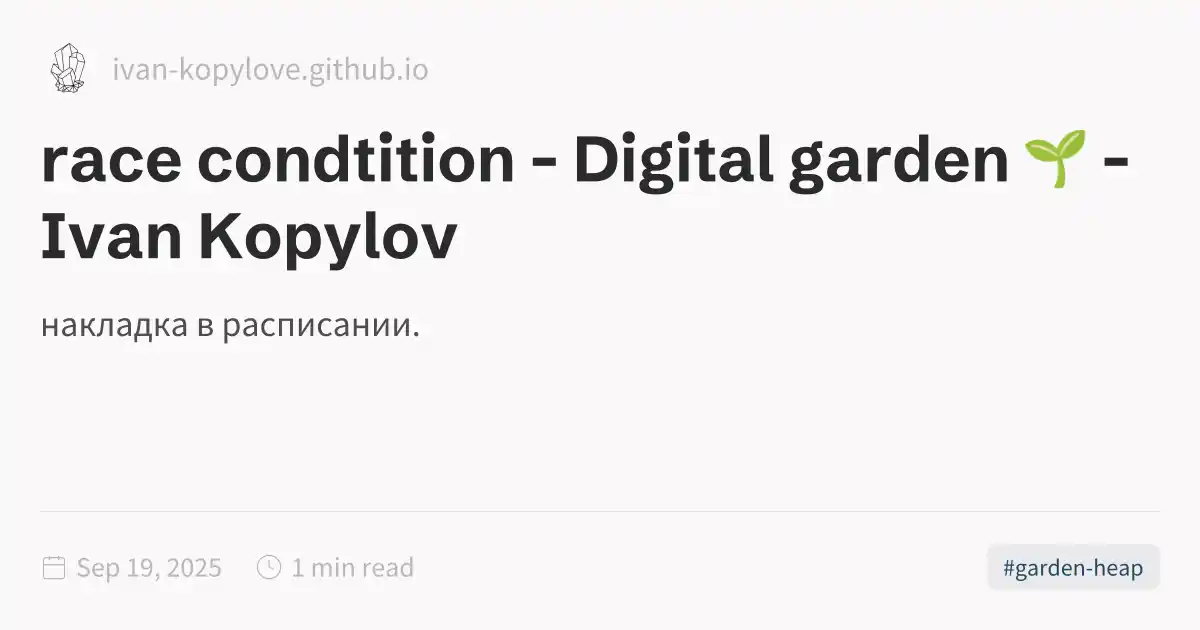 ivan-kopylove.github.io
race condtition - Digital garden 🌱 -
Ivan Kopylov
накладка в расписании.
Sep 19, 2025 1 min read #garden-heap